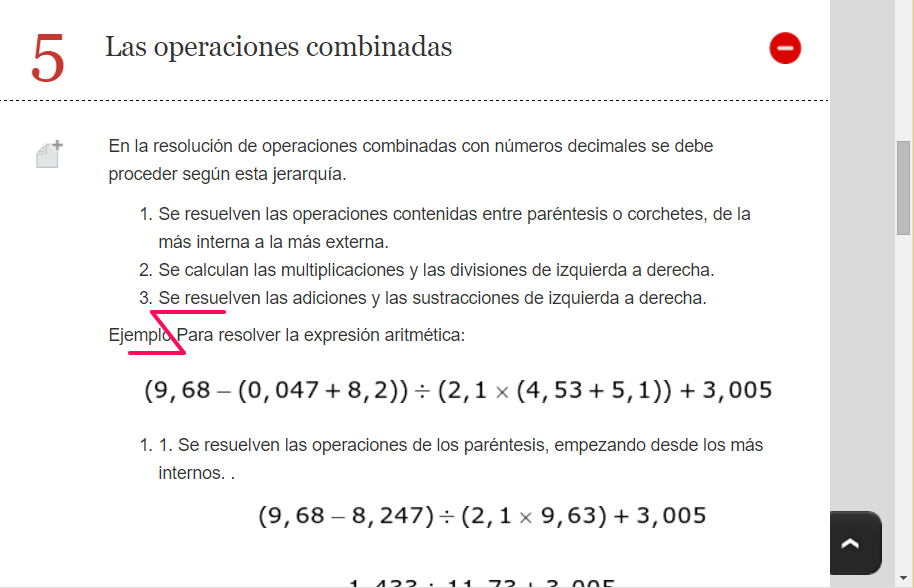 5 Las operaciones combinadas
En la resolución de operaciones combinadas con números decimales se debe
proceder según esta jerarquía.
1. Se resuelven las operaciones contenidas entre paréntesis o corchetes, de la
más interna a la más externa.
2. Se calculan las multiplicaciones y las divisiones de izquierda a derecha.
3. Se resuelven las adiciones y las sustracciones de izquierda a derecha.
Ejemplo Para resolver la expresión aritmética:
(9,68 – (0,047 + 8,2)) ÷ (2,1 × (4,53 + 5,1)) + 3,005
1. 1. Se resuelven las operaciones de los paréntesis, empezando desde los más
internos. .
(9,68 – 8,247) ÷ (2,1 × 9,63) + 3,005